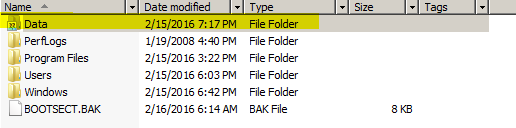 Name Date modified Type Size Tags
Data 2/15/2016 7:17 PM File Folder
PerfLogs 1/19/2008 4:40 PM File Folder
Program Files 2/15/2016 3:22 PM File Folder
Users 2/15/2016 6:03 PM File Folder
Windows 2/15/2016 6:42 PM File Folder
BOOTSECT.BAK 2/16/2016 6:14 AM BAK File 8 KB